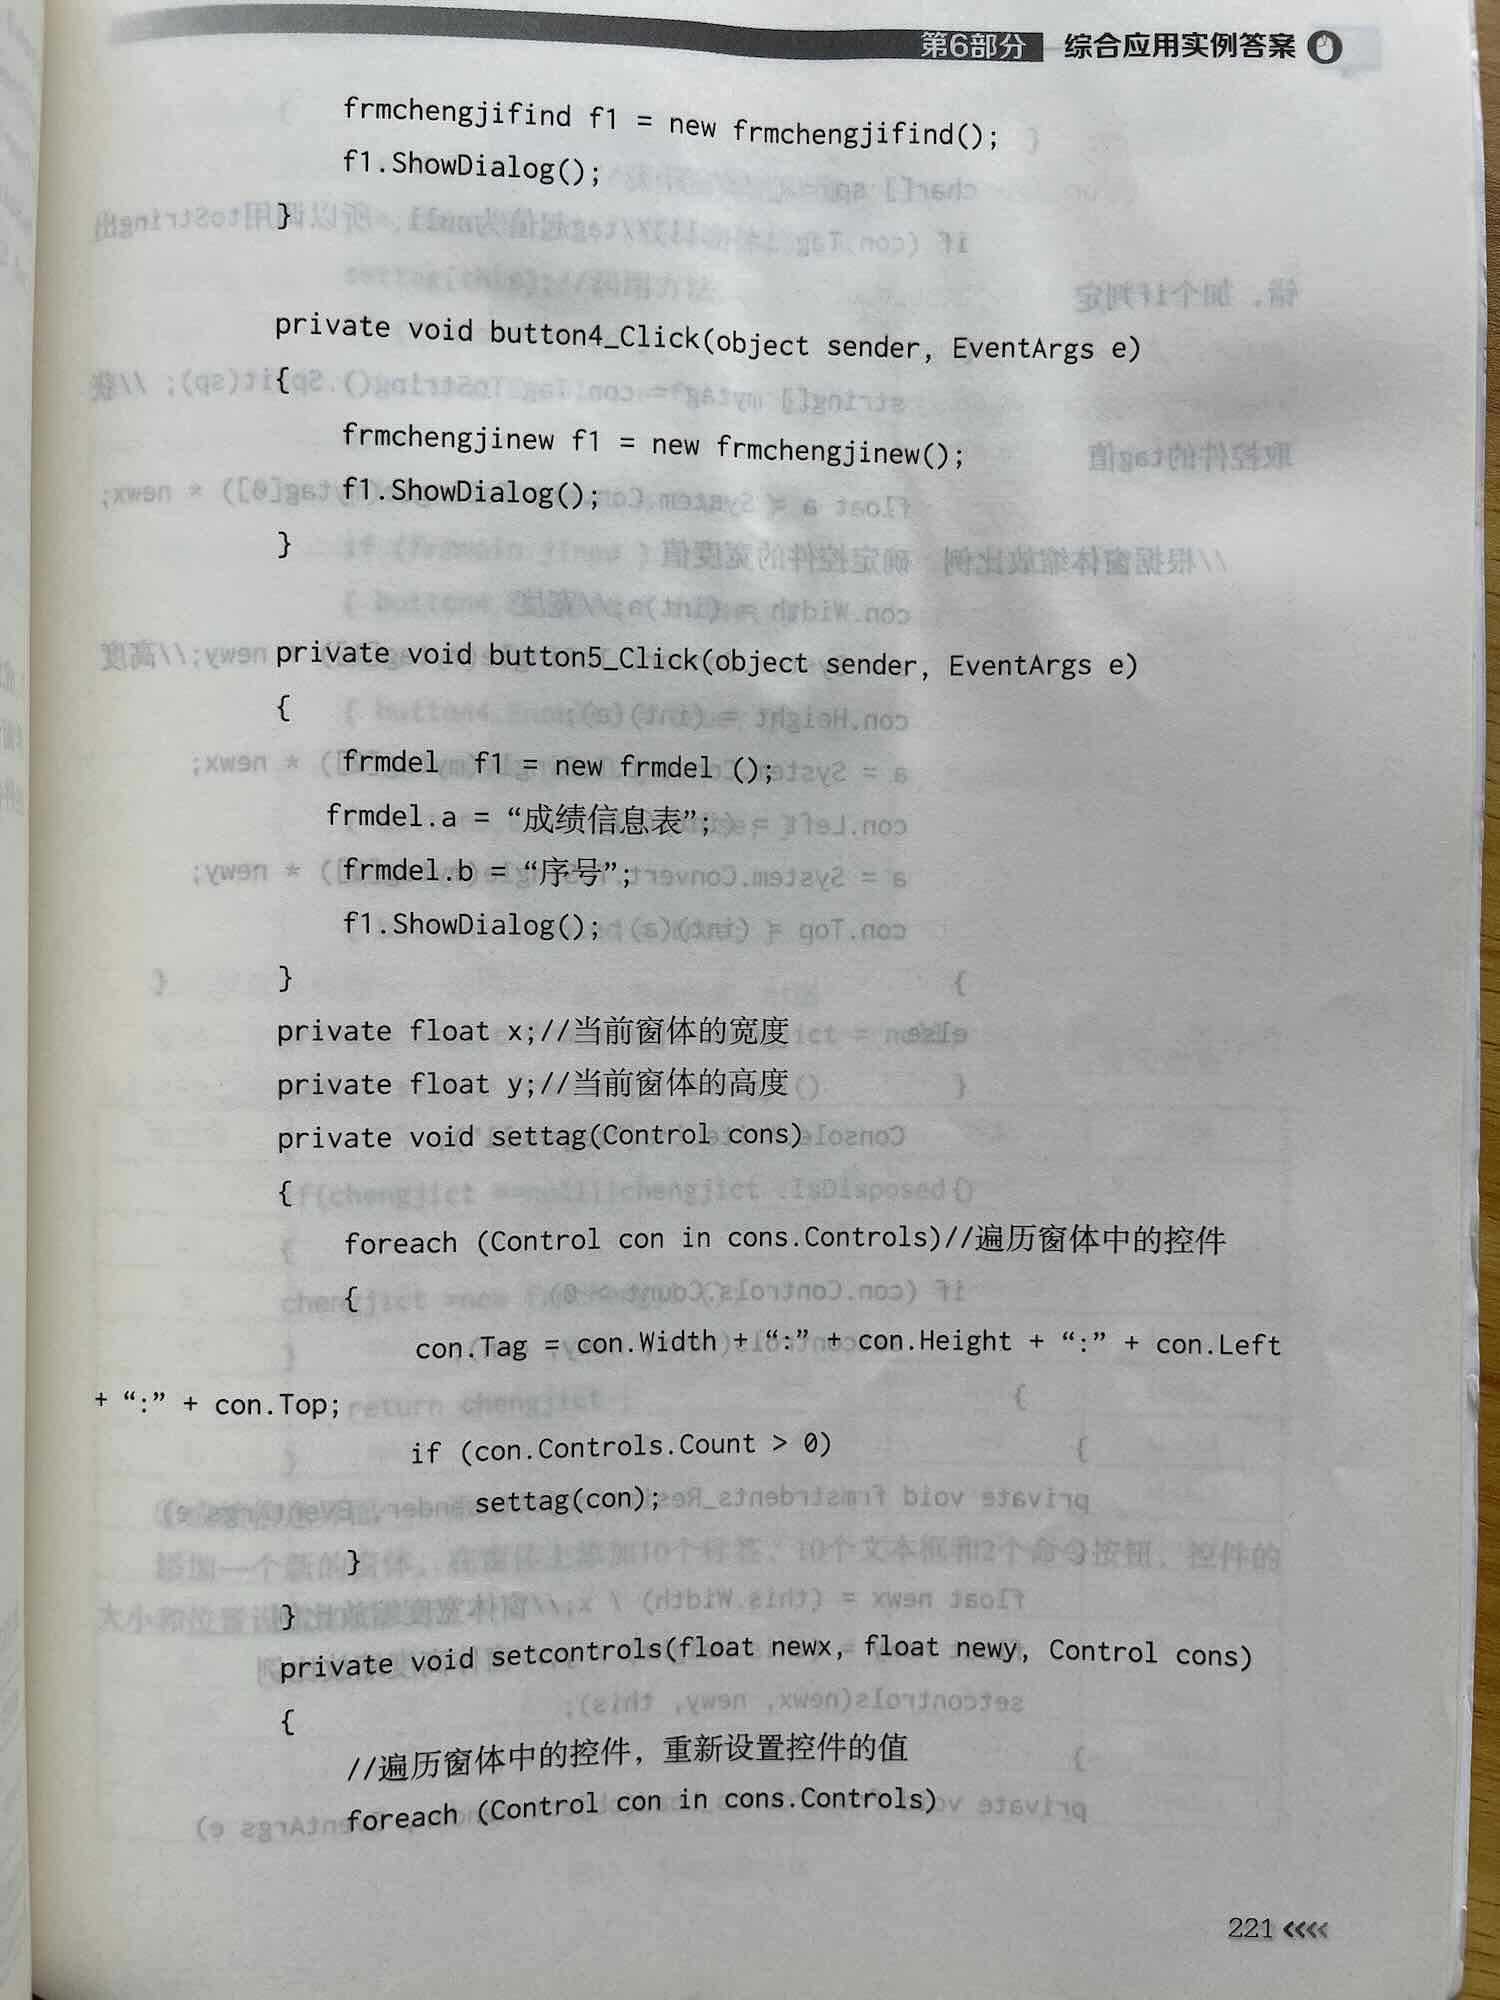 第6部分 综合应用实例答案
frmchengjifind f1 = new frmchengjifind();
f1.ShowDialog();
}
private void button4_Click(object sender, EventArgs e)
{
frmchengjinew f1 = new frmchengjinew();
f1.ShowDialog();
}
private void button5_Click(object sender, EventArgs e)
{
frmdel f1 = new frmdel ();
frmdel.a = “成绩信息表”;
frmdel.b = “序号”;
f1.ShowDialog();
}
private float x;//当前窗体的宽度
private float y;//当前窗体的高度
private void settag(Control cons)
{
foreach (Control con in cons.Controls)//遍历窗体中的控件
{
con.Tag = con.Width + “:” + con.Height + “:” + con.Left
+ “:” + con.Top;
if (con.Controls.Count > 0)
settag(con);
}
}
private void setcontrols(float newx, float newy, Control cons)
{
//遍历窗体中的控件，重新设置控件的值
foreach (Control con in cons.Controls)
221